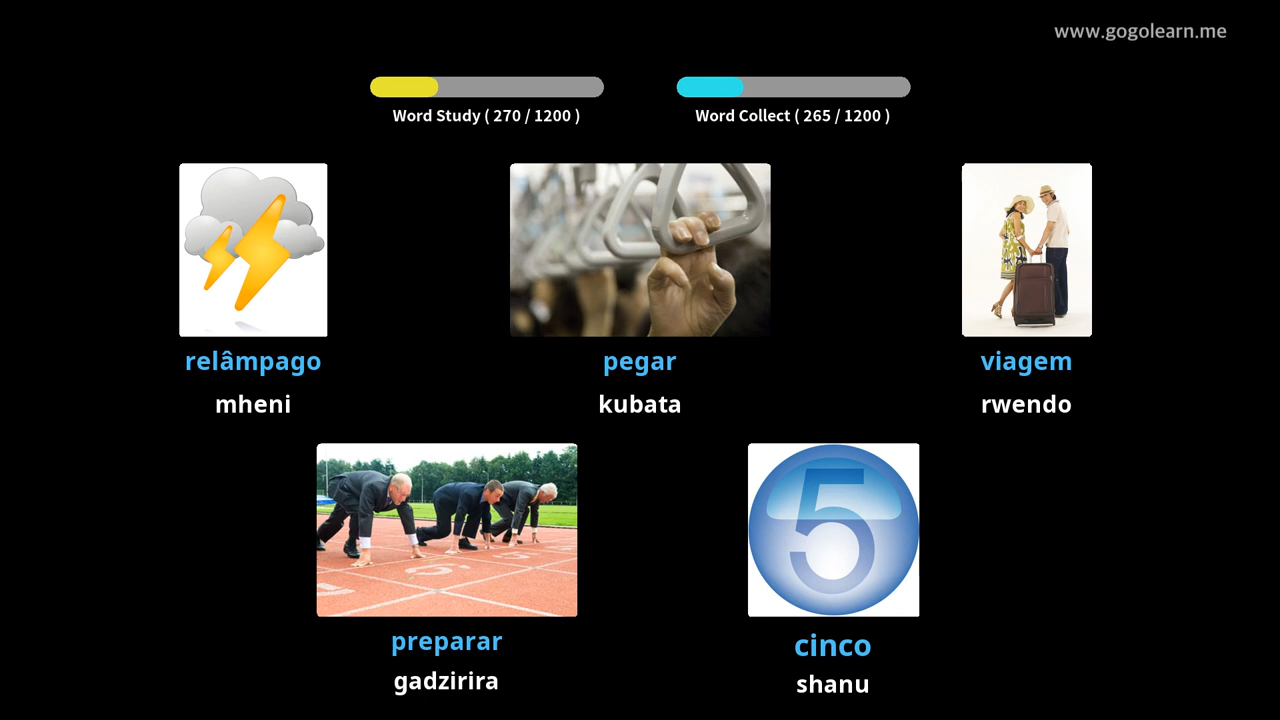 www.gogolearn.me
Word Study ( 270 / 1200 )
Word Collect ( 265 / 1200 )
relâmpago
pegar
viagem
mheni
kubata
rwendo
5
preparar
cinco
gadzirira
shanu